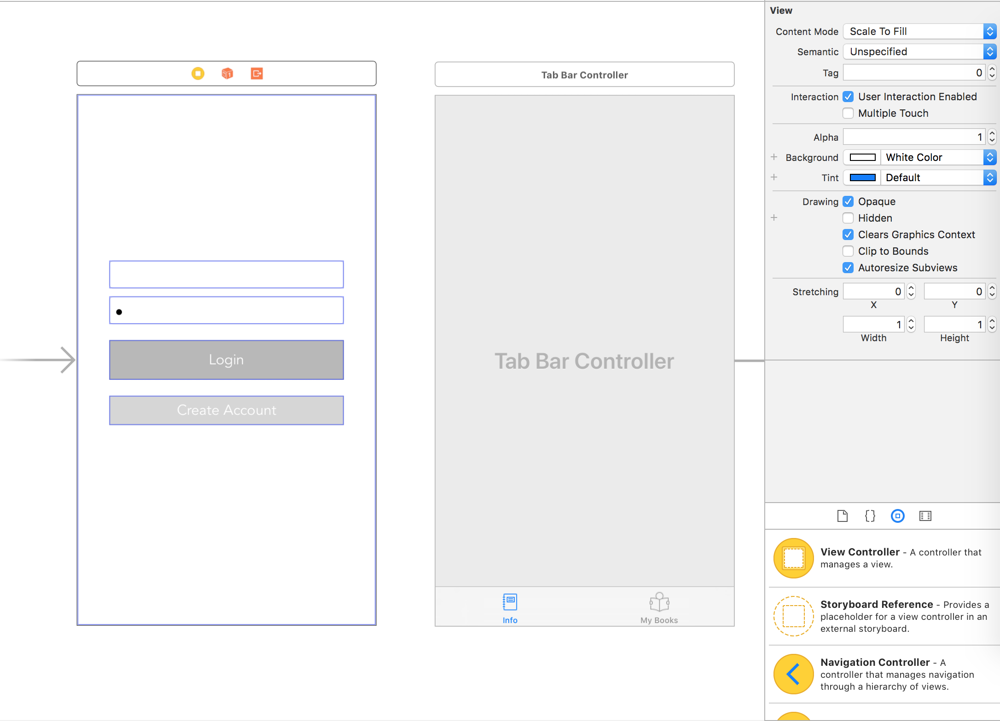 Tab Bar Controller
Login
Create Account
Tab Bar Controller
Info
My Books
View
Content Mode
Scale To Fill
Semantic
Unspecified
Tag
0
Interaction
User Interaction Enabled
Multiple Touch
Alpha
1
+ Background
White Color
+ Tint
Default
Drawing
Opaque
+
Hidden
Clears Graphics Context
Clip to Bounds
Autoresize Subviews
Stretching
0
0
X
Y
1
1
Width
Height
{}
View Controller - A controller that
manages a view.
Storyboard Reference - Provides a
placeholder for a view controller in an
external storyboard.
Navigation Controller - A
controller that manages navigation
through a hierarchy of views.